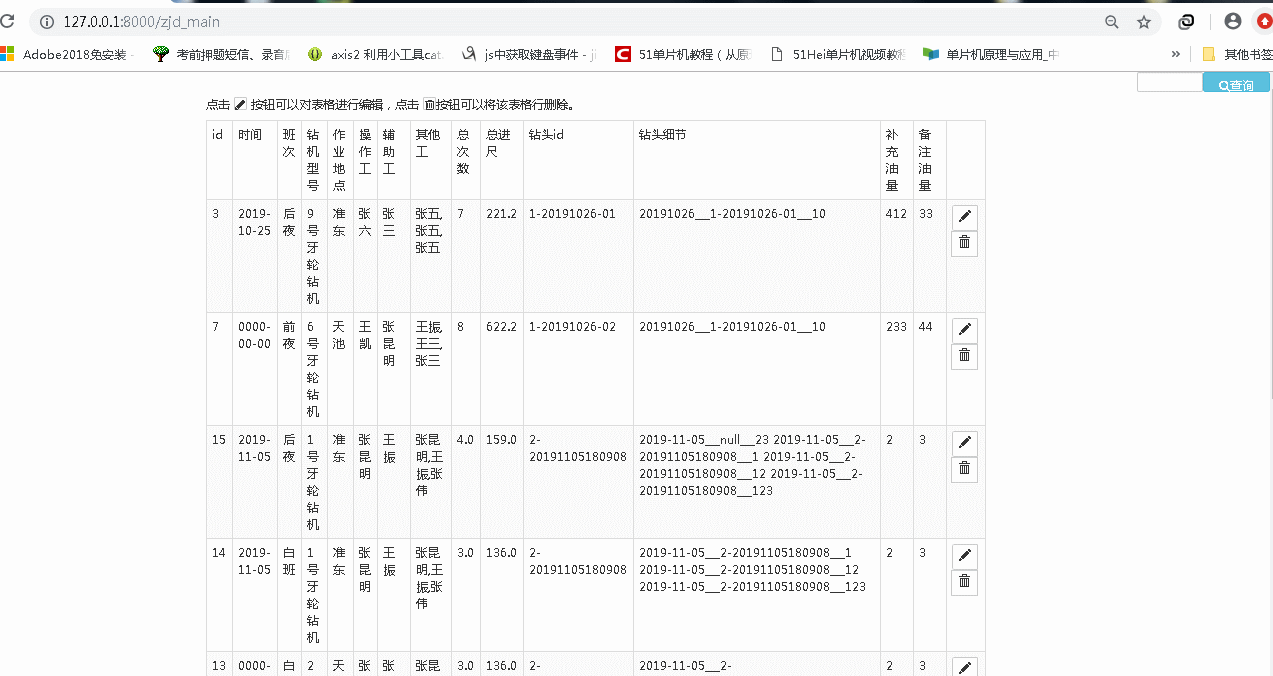 127.0.0.1:8000/zjd_main
Adobe2018免安装 考前押题短信、录音 axis2 利用小工具cat js中获取键盘事件 - ji 51单片机教程（从原 51Hei单片机视频教 单片机原理与应用_中 » 其他书签
查询
点击 按钮可以对表格进行编辑，点击 按钮可以将该表格行删除。
id 时间 班次 钻机型号 作业地点 操作工 辅助工 其他工 总次数 总进尺 钻头id 钻头细节 补充油量 备注油量
3 2019-10-25 后夜 9号牙轮钻机 准东 张六 张三 张五,张五,张五 7 221.2 1-20191026-01 20191026__1-20191026-01__10 412 33
7 0000-00-00 前夜 6号牙轮钻机 天池 王凯 张昆明 王振,王三,张三 8 622.2 1-20191026-02 20191026__1-20191026-01__10 233 44
15 2019-11-05 后夜 1号牙轮钻机 准东 张昆明 王振 张昆明,王振,张伟 4.0 159.0 2-20191105180908 2019-11-05__null__23 2019-11-05__2-20191105180908__1 2019-11-05__2-20191105180908__12 2019-11-05__2-20191105180908__123 2 3
14 2019-11-05 白班 1号牙轮钻机 准东 张昆明 王振 张昆明,王振,张伟 3.0 136.0 2-20191105180908 2019-11-05__2-20191105180908__1 2019-11-05__2-20191105180908__12 2019-11-05__2-20191105180908__123 2 3
13 0000- 白 2 天 张 张 张昆 3.0 136.0 2- 2019-11-05__2- 2 3